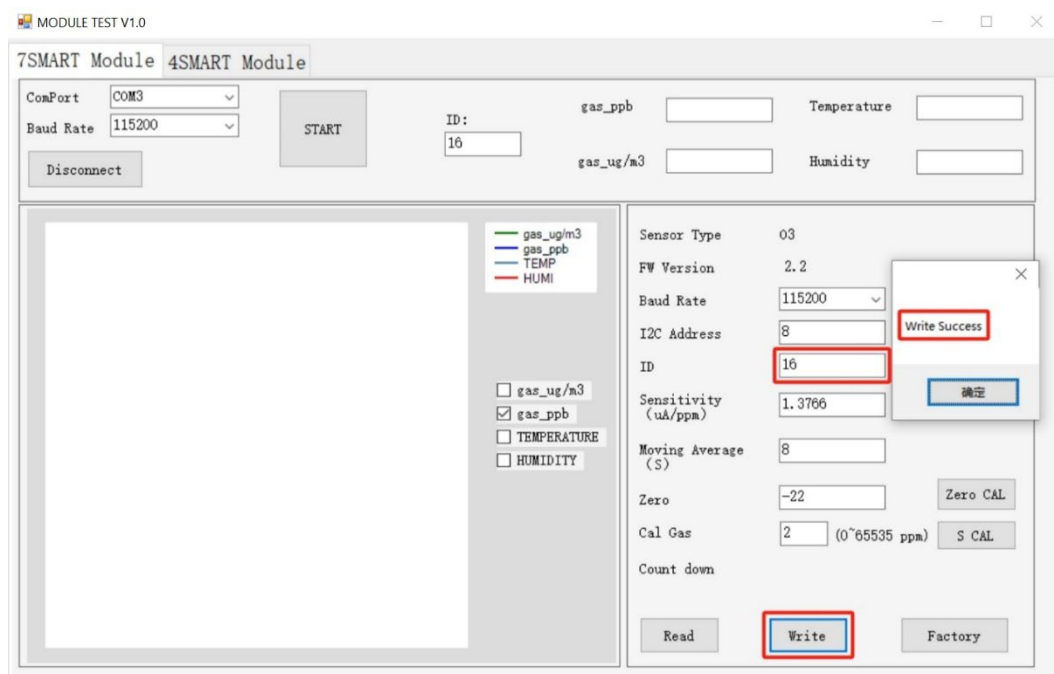 MODULE TEST V1.0
7SMART Module 4SMART Module
ComPort COM3
Baud Rate 115200
Disconnect
START
ID:
16
gas_ppb
gas_ug/m3
Temperature
Humidity
gas_ug/m3
gas_ppb
TEMP
HUMI
gas_ug/m3
gas_ppb
TEMPERATURE
HUMIDITY
Sensor Type O3
FW Version 2.2
Baud Rate 115200
I2C Address 8
ID 16
Sensitivity
(uA/ppm) 1.3766
Moving Average
(S) 8
Zero -22 Zero CAL
Cal Gas 2 (0~65535 ppm) S CAL
Count down
Read Write Factory
Write Success
确定